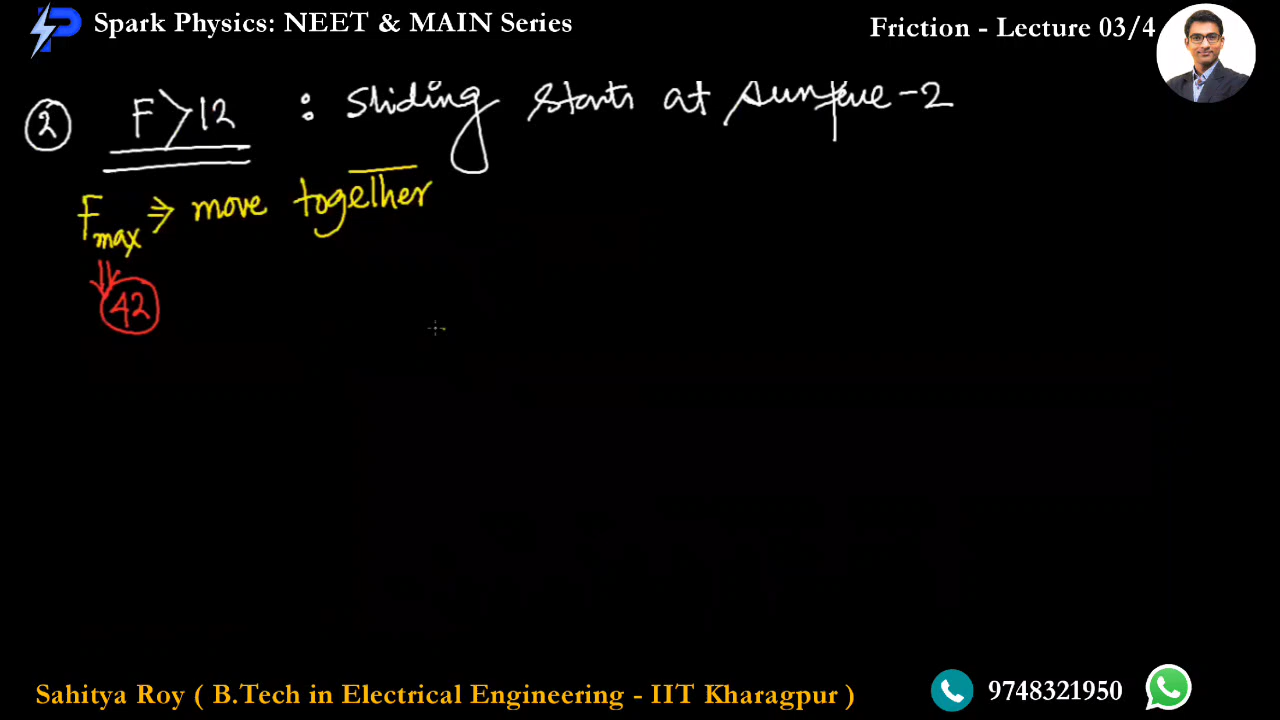 Spark Physics: NEET & MAIN Series
Friction - Lecture 03/4
② F>12 : Sliding starts at surface-2
Fmax ⇒ move together
42
Sahitya Roy ( B.Tech in Electrical Engineering - IIT Kharagpur )
9748321950